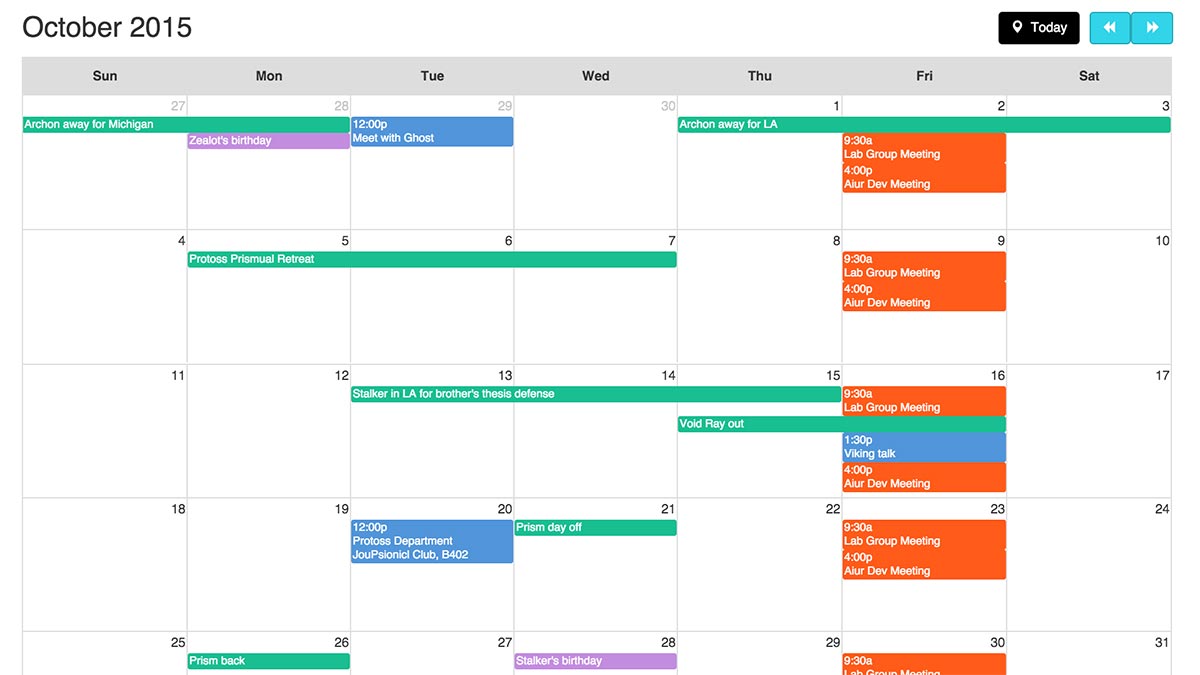 October 2015
Today
Sun Mon Tue Wed Thu Fri Sat
27 28 29 30 1 2 3
Archon away for Michigan
12:00p
Meet with Ghost
Archon away for LA
Zealot's birthday
9:30a
Lab Group Meeting
4:00p
Aiur Dev Meeting
4 5 6 7 8 9 10
Protoss Prismual Retreat
9:30a
Lab Group Meeting
4:00p
Aiur Dev Meeting
11 12 13 14 15 16 17
Stalker in LA for brother's thesis defense
9:30a
Lab Group Meeting
Void Ray out
1:30p
Viking talk
4:00p
Aiur Dev Meeting
18 19 20 21 22 23 24
12:00p
Protoss Department
JouPsionicl Club, B402
Prism day off
9:30a
Lab Group Meeting
4:00p
Aiur Dev Meeting
25 26 27 28 29 30 31
Prism back
Stalker's birthday
9:30a
Lab Group Meeting